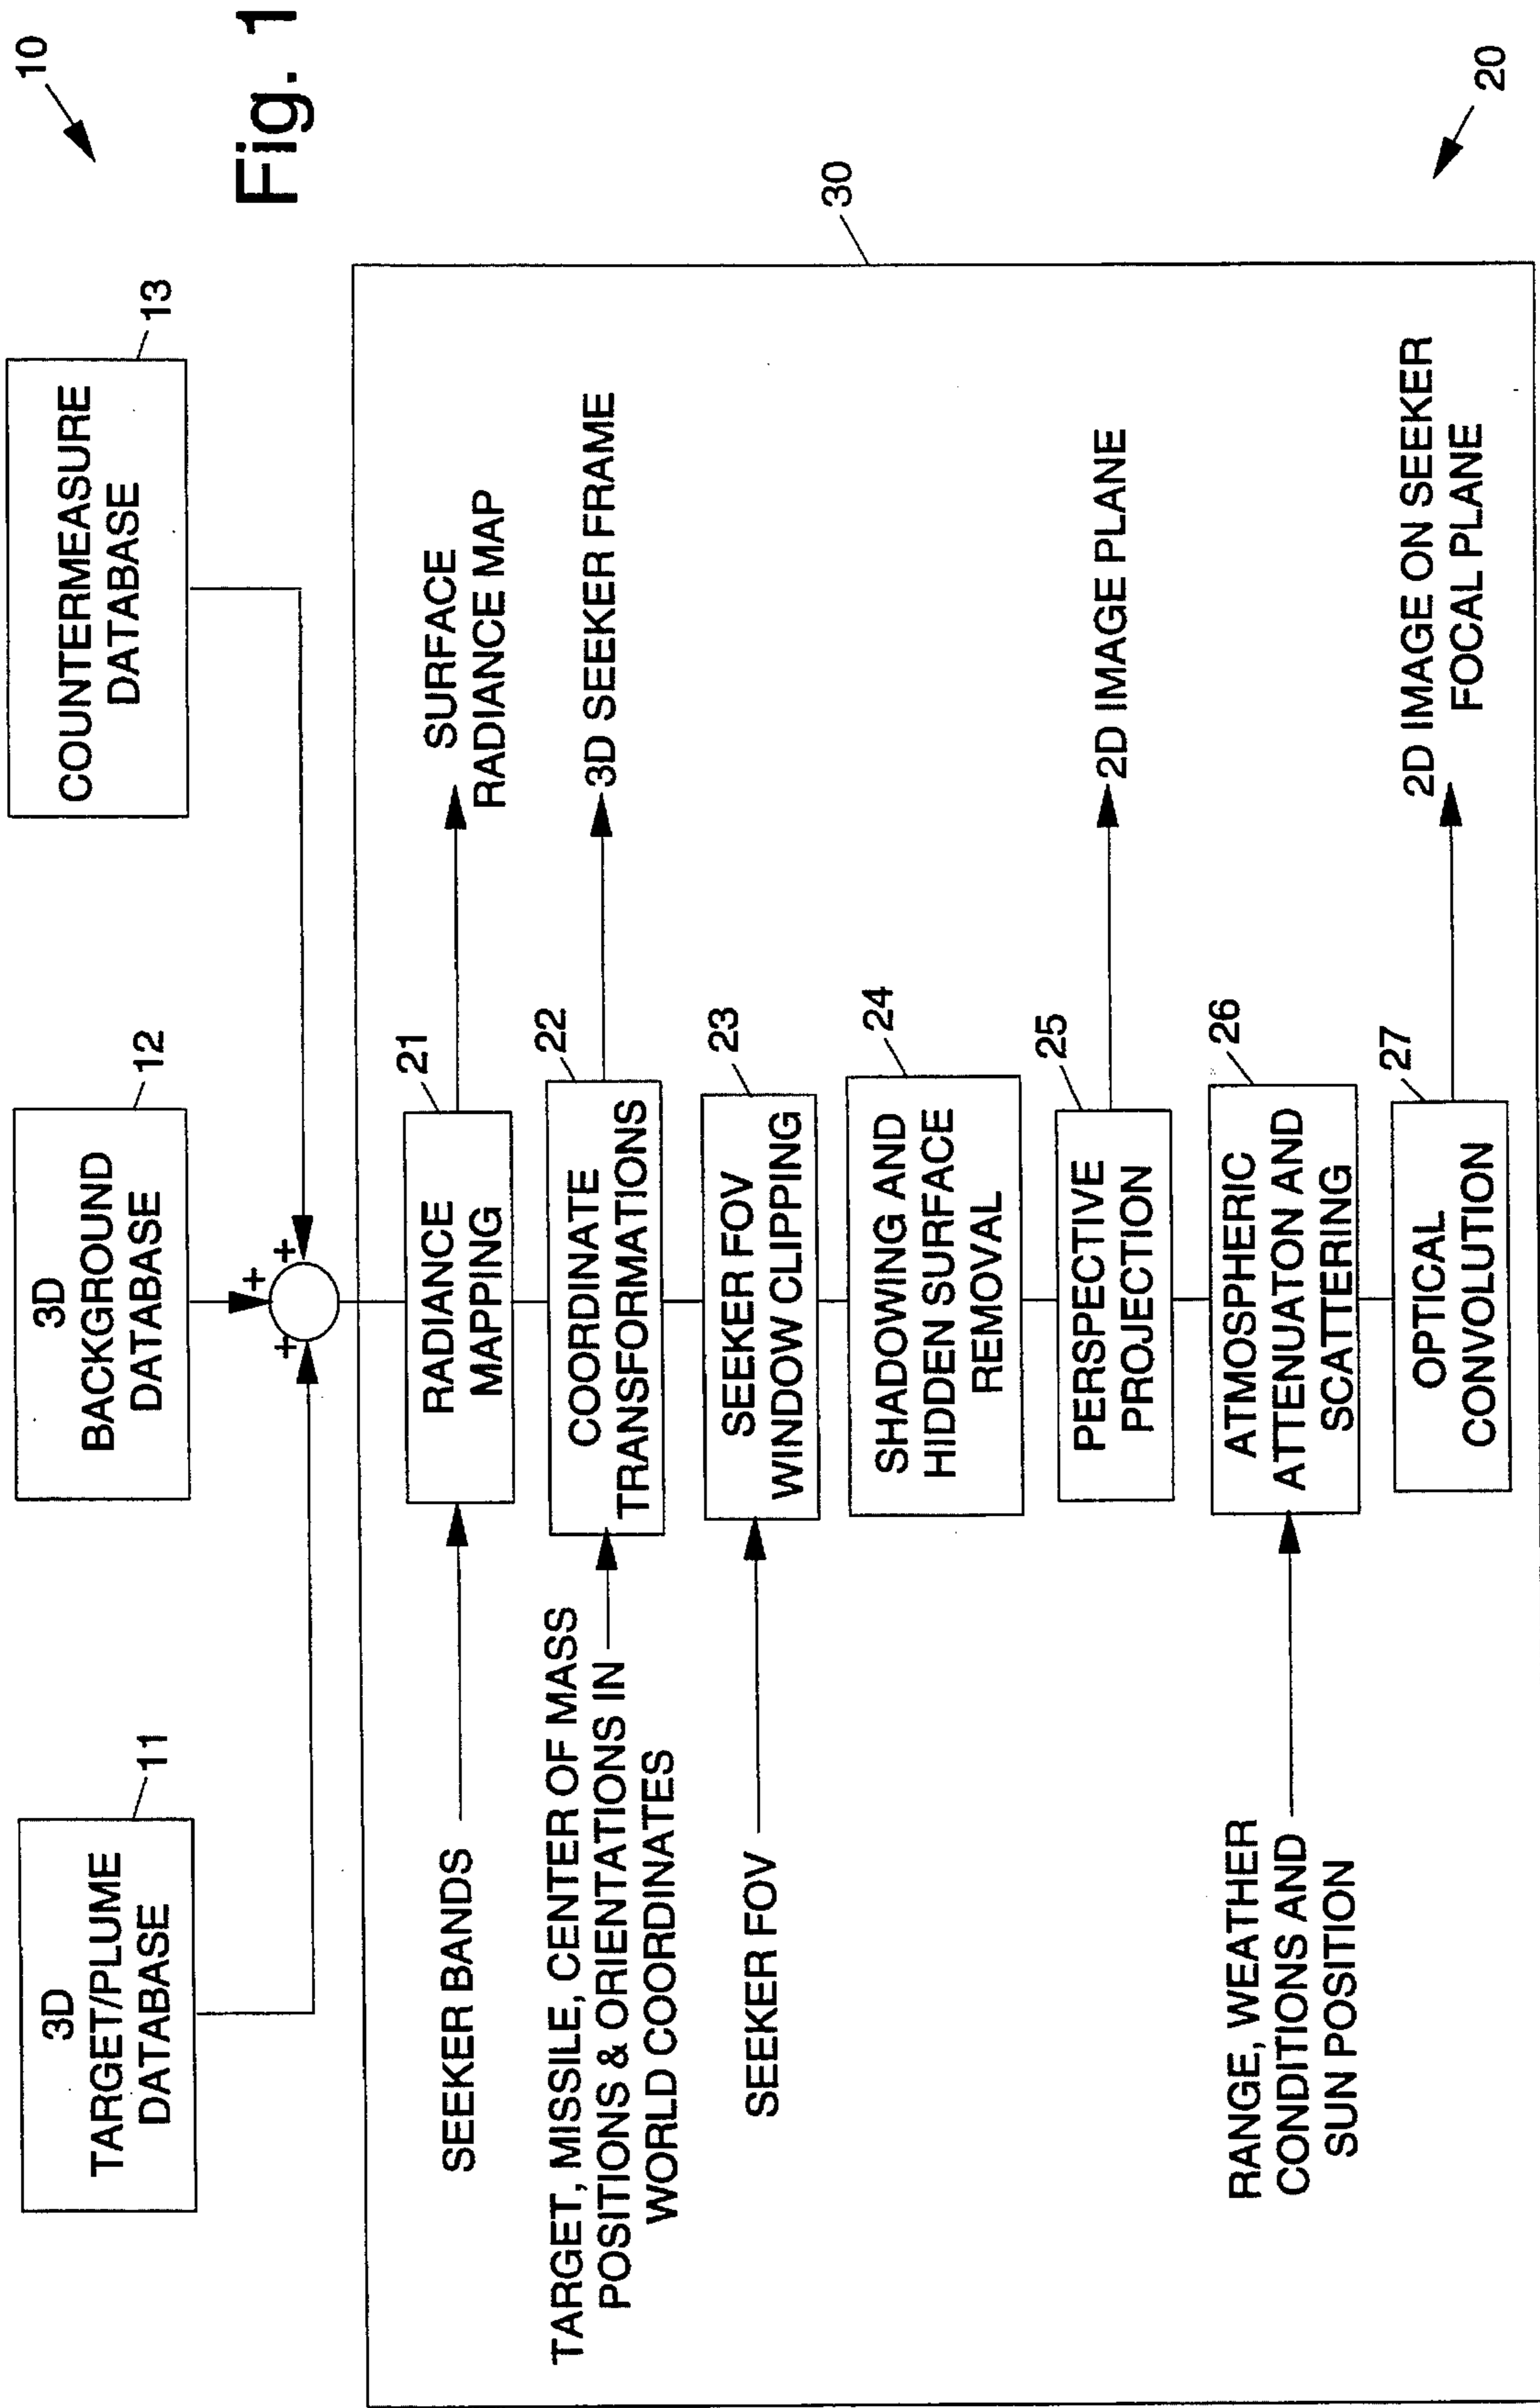 10
Fig. 1
3D
TARGET/PLUME
DATABASE
11
3D
BACKGROUND
DATABASE
12
COUNTERMEASURE
DATABASE
13
+
+
+
30
SEEKER BANDS
RADIANCE
MAPPING
21
SURFACE
RADIANCE MAP
TARGET, MISSILE, CENTER OF MASS
POSITIONS & ORIENTATIONS IN
WORLD COORDINATES
COORDINATE
TRANSFORMATIONS
22
3D SEEKER FRAME
SEEKER FOV
SEEKER FOV
WINDOW CLIPPING
23
SHADOWING AND
HIDDEN SURFACE
REMOVAL
24
PERSPECTIVE
PROJECTION
25
2D IMAGE PLANE
RANGE, WEATHER
CONDITIONS AND
SUN POSITION
ATMOSPHERIC
ATTENUATON AND
SCATTERING
26
OPTICAL
CONVOLUTION
27
2D IMAGE ON SEEKER
FOCAL PLANE
20